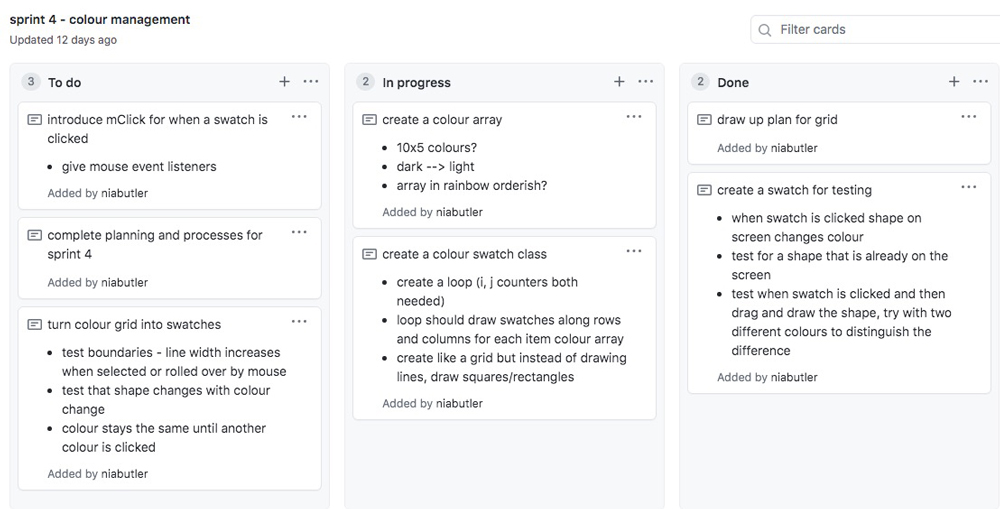 sprint 4 - colour management
Updated 12 days ago
Filter cards
3 To do
introduce mClick for when a swatch is
clicked
• give mouse event listeners
Added by niabutler
complete planning and processes for
sprint 4
Added by niabutler
turn colour grid into swatches
• test boundaries - line width increases
when selected or rolled over by mouse
• test that shape changes with colour
change
• colour stays the same until another
colour is clicked
Added by niabutler
2 In progress
create a colour array
• 10x5 colours?
• dark --> light
• array in rainbow orderish?
Added by niabutler
create a colour swatch class
• create a loop (i, j counters both
needed)
• loop should draw swatches along rows
and columns for each item colour array
• create like a grid but instead of drawing
lines, draw squares/rectangles
Added by niabutler
2 Done
draw up plan for grid
Added by niabutler
create a swatch for testing
• when swatch is clicked shape on
screen changes colour
• test for a shape that is already on the
screen
• test when swatch is clicked and then
drag and draw the shape, try with two
different colours to distinguish the
difference
Added by niabutler